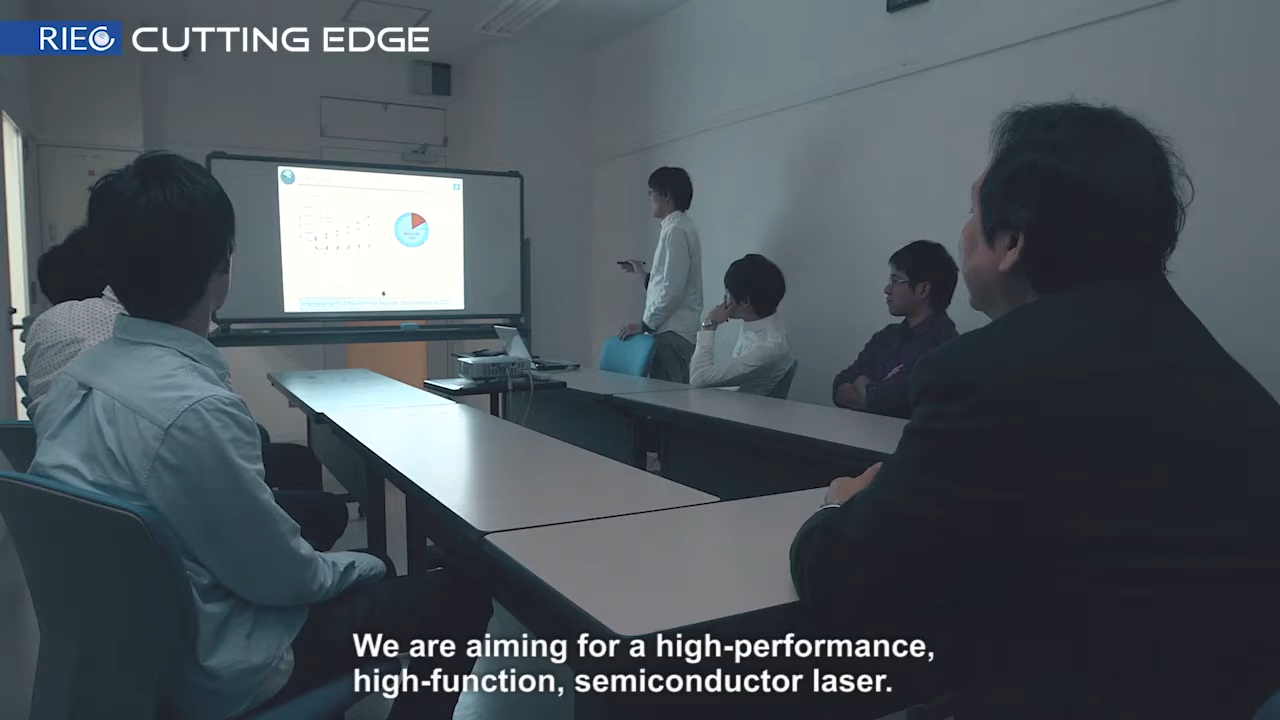 RIEC CUTTING EDGE
We are aiming for a high-performance,
high-function, semiconductor laser.